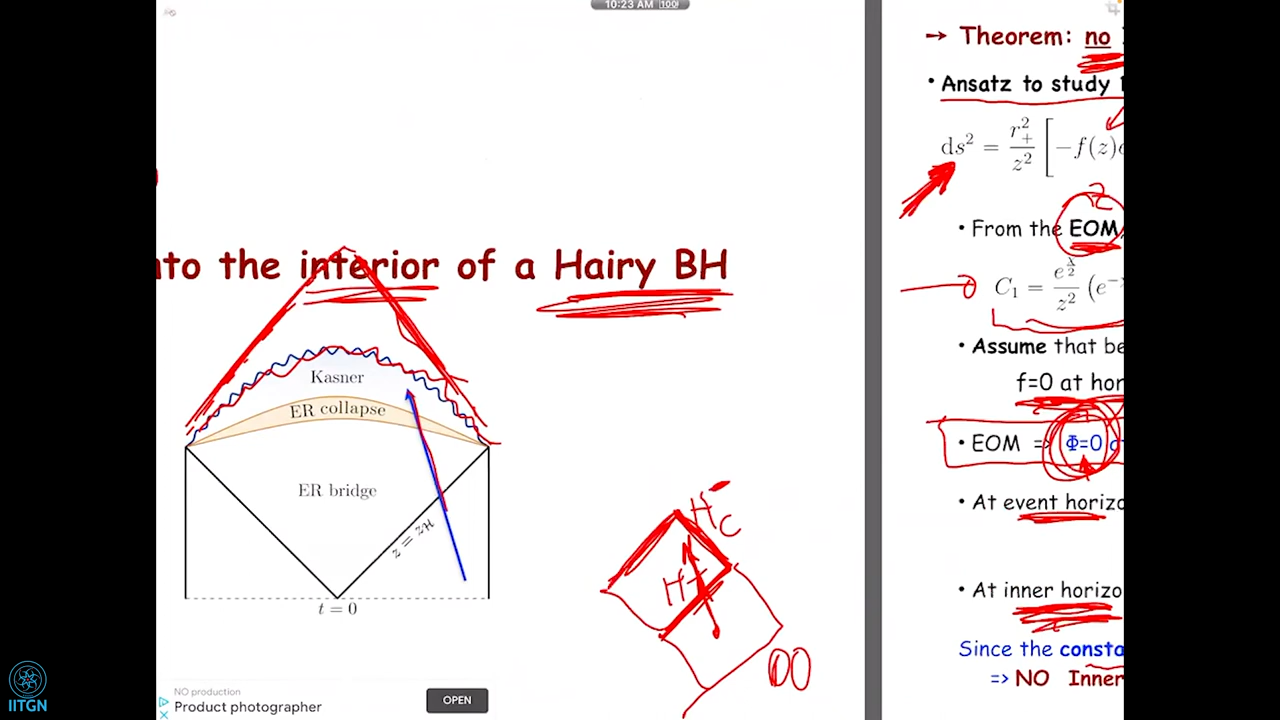 10:23 AM 100
nto the interior of a Hairy BH
Kasner
ER collapse
ER bridge
z = z_H
t = 0
H_C^-
H+
NO production
Product photographer
OPEN
IITGN
→ Theorem: no
• Ansatz to study
ds² = r₊²/z² [ −f(z)
2
• From the EOM
C₁ = e^{χ/2}/z² (e⁻
• Assume that be
f=0 at hor
• EOM => Φ=0
• At event horizo
• At inner horizo
Since the consta
=> NO Inner